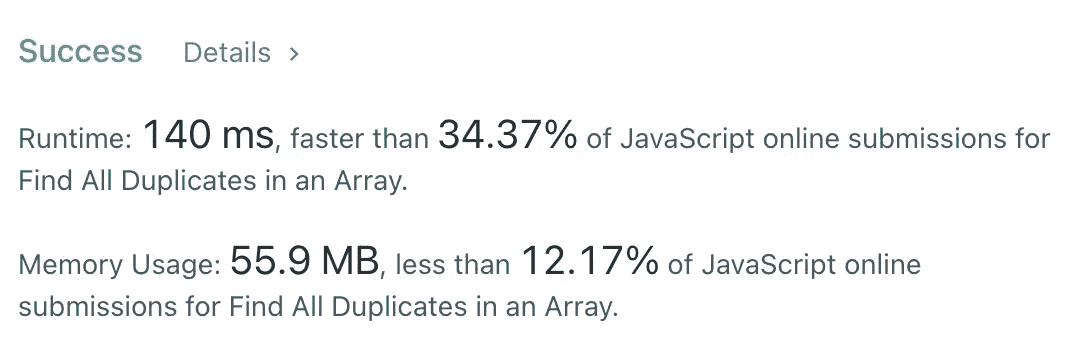 Success Details >
Runtime: 140 ms, faster than 34.37% of JavaScript online submissions for
Find All Duplicates in an Array.
Memory Usage: 55.9 MB, less than 12.17% of JavaScript online
submissions for Find All Duplicates in an Array.